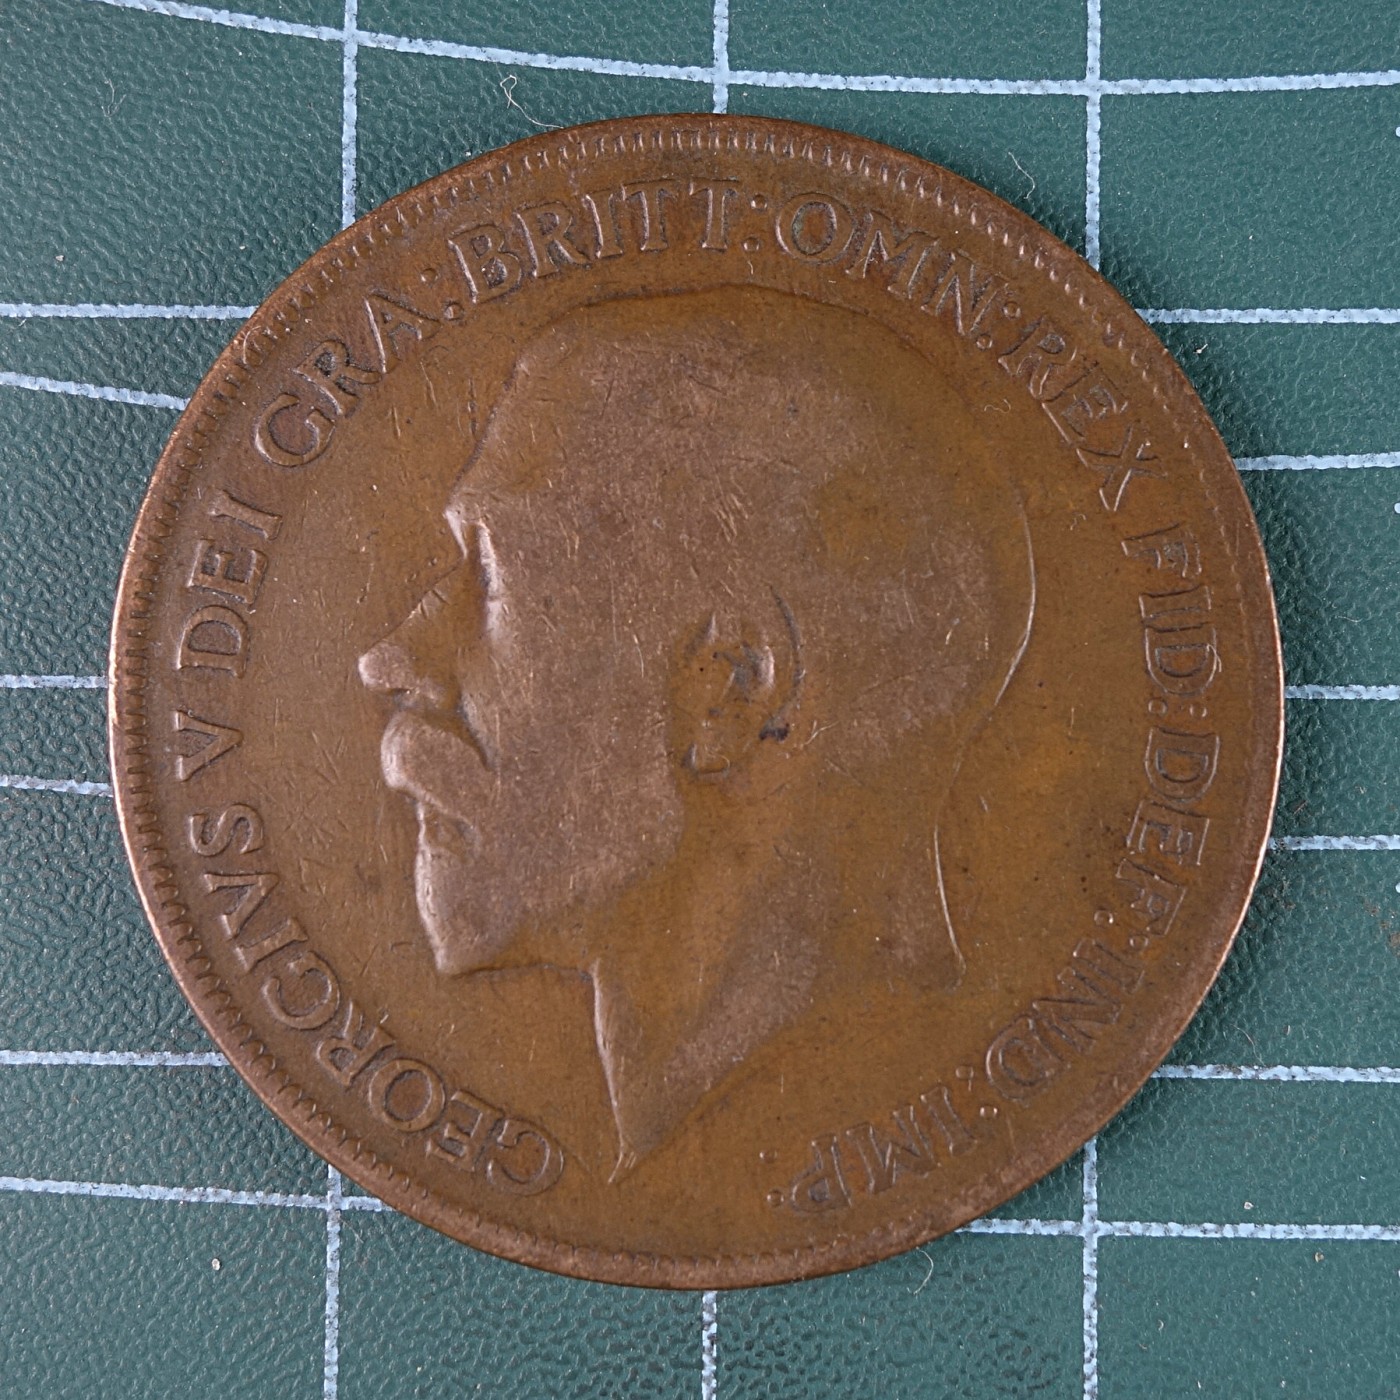 GEORGIVS V DEI GRA: BRITT: OMN: REX FID: DEF: IND: IMP: